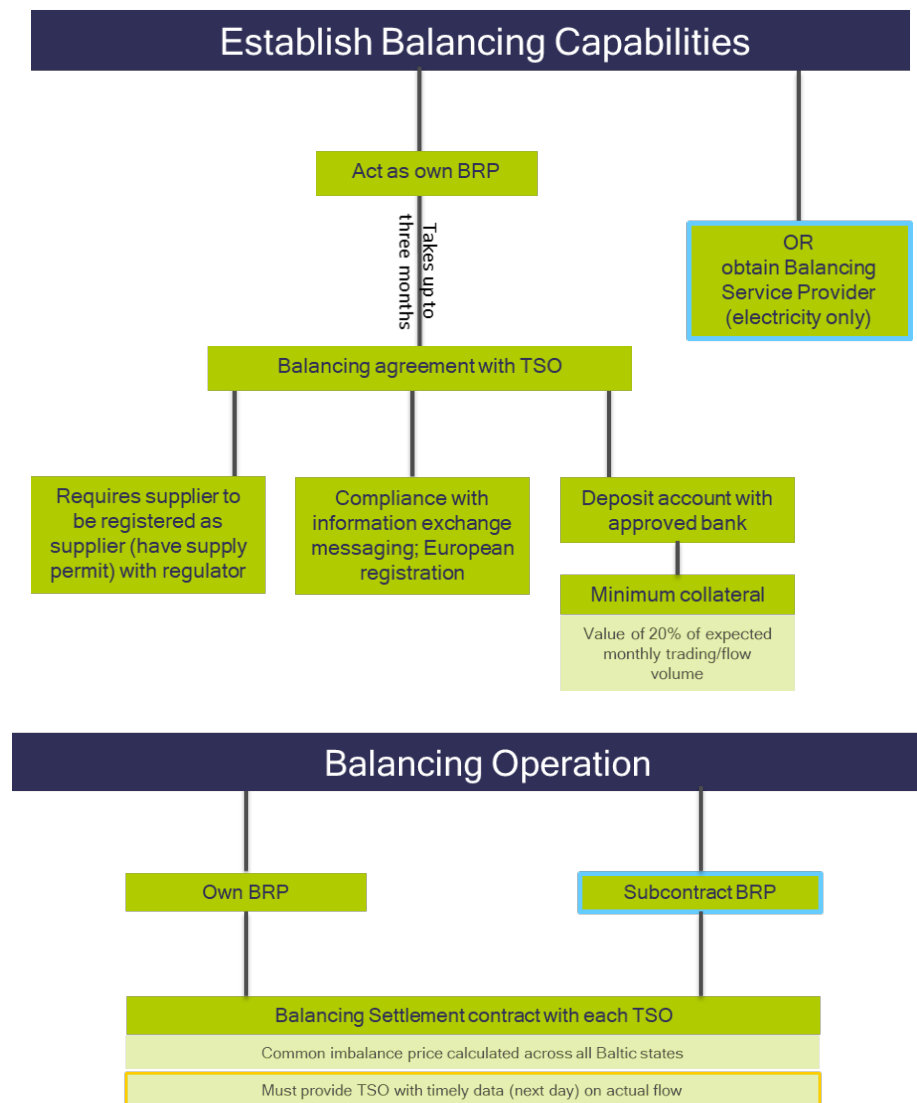 Establish Balancing Capabilities
Act as own BRP
Takes up to
three months
OR
obtain Balancing
Service Provider
(electricity only)
Balancing agreement with TSO
Requires supplier to
be registered as
supplier (have supply
permit) with regulator
Compliance with
information exchange
messaging; European
registration
Deposit account with
approved bank
Minimum collateral
Value of 20% of expected
monthly trading/flow
volume
Balancing Operation
Own BRP
Subcontract BRP
Balancing Settlement contract with each TSO
Common imbalance price calculated across all Baltic states
Must provide TSO with timely data (next day) on actual flow